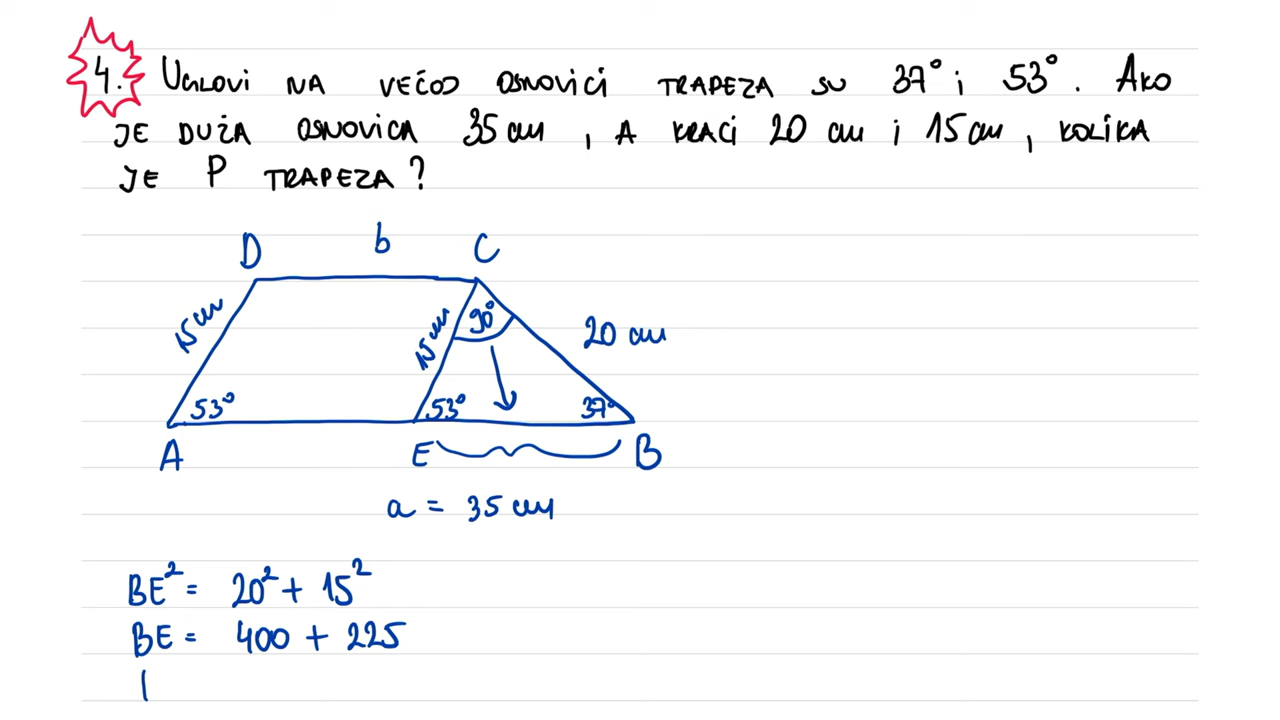 4. UGLOVI NA VEĆOJ OSNOVICI TRAPEZA SU 37° i 53°. AKO
JE DUŽA OSNOVICA 35 cm, A KRACI 20 cm i 15 cm, KOLIKA
JE P TRAPEZA?
D b C
15 cm 15 cm 90° 20 cm
53° 53° 37°
A E B
a = 35 cm
BE² = 20² + 15²
BE = 400 + 225